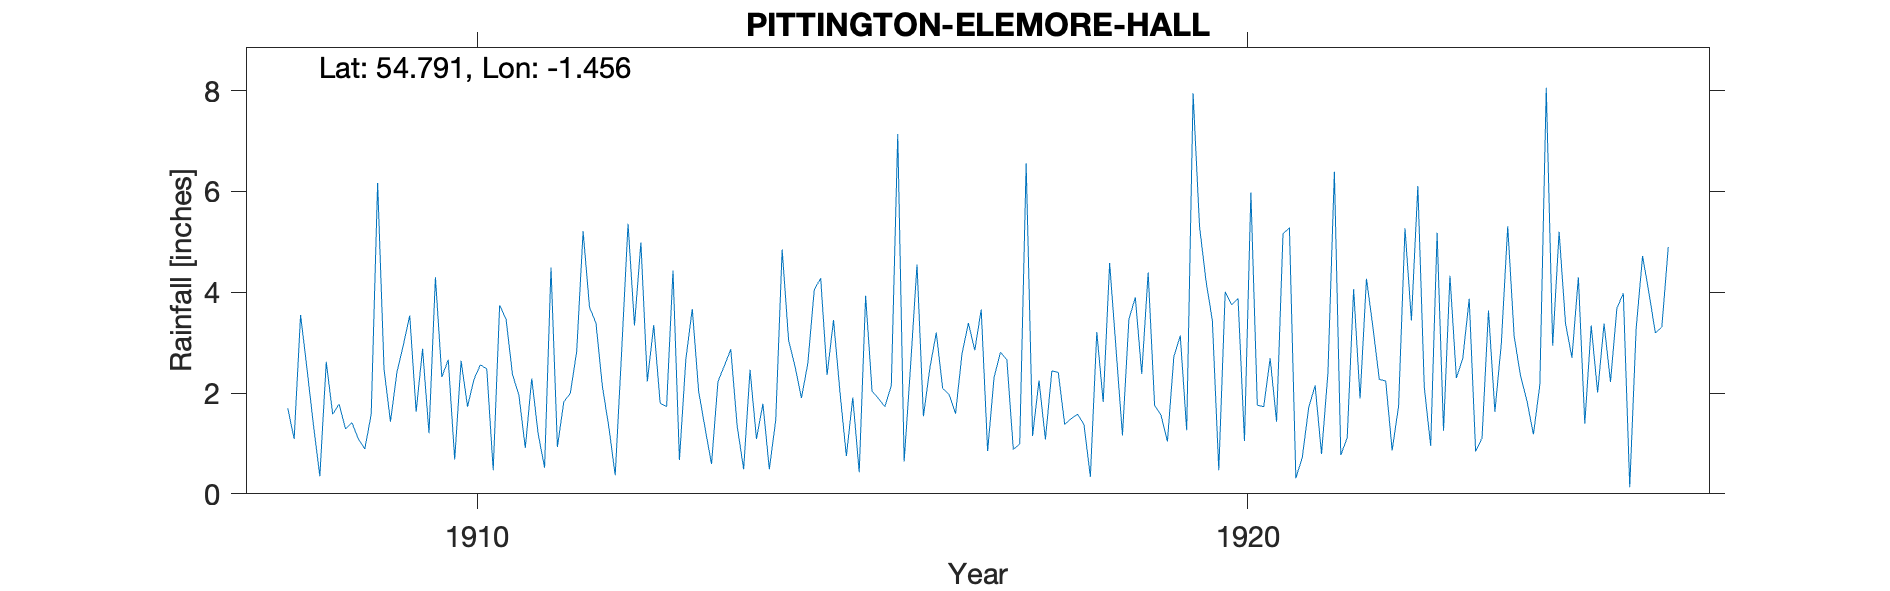 PITTINGTON-ELEMORE-HALL
Lat: 54.791, Lon: -1.456
8
6
4
2
0
Rainfall [inches]
1910
1920
Year